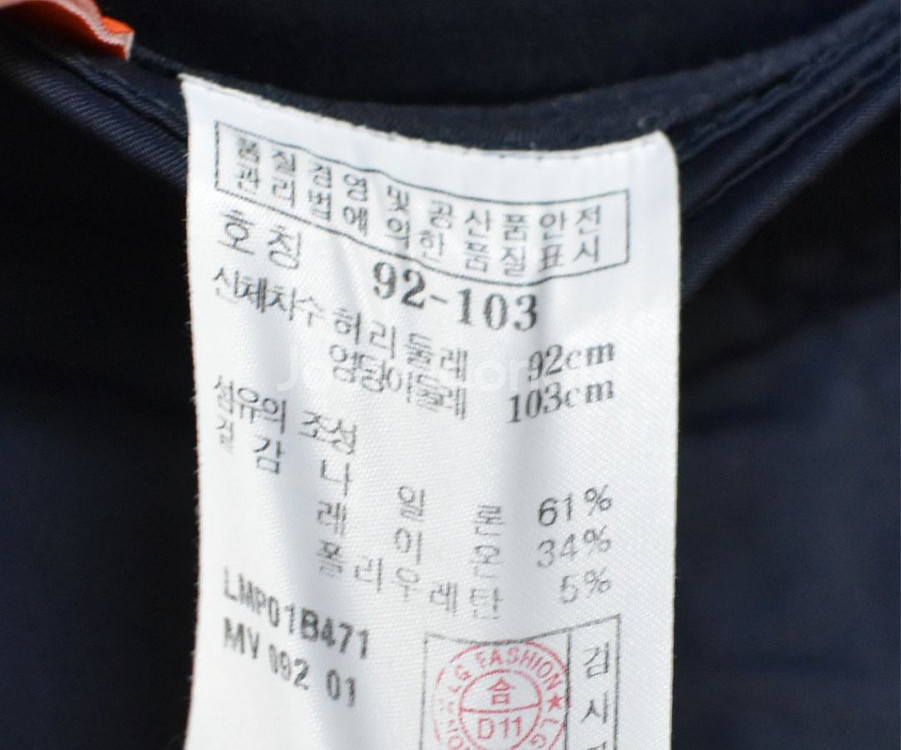 품질경영 및 공산품안전
관리법에 의한 품질표시
호칭 92-103
신체치수 허리둘레 92cm
엉덩이둘레 103cm
섬유의 조성
겉감 나일론 61%
레이온 34%
폴리우레탄 5%
LMP01B471
MV 092 01
LG FASHION
합
D11
검
시